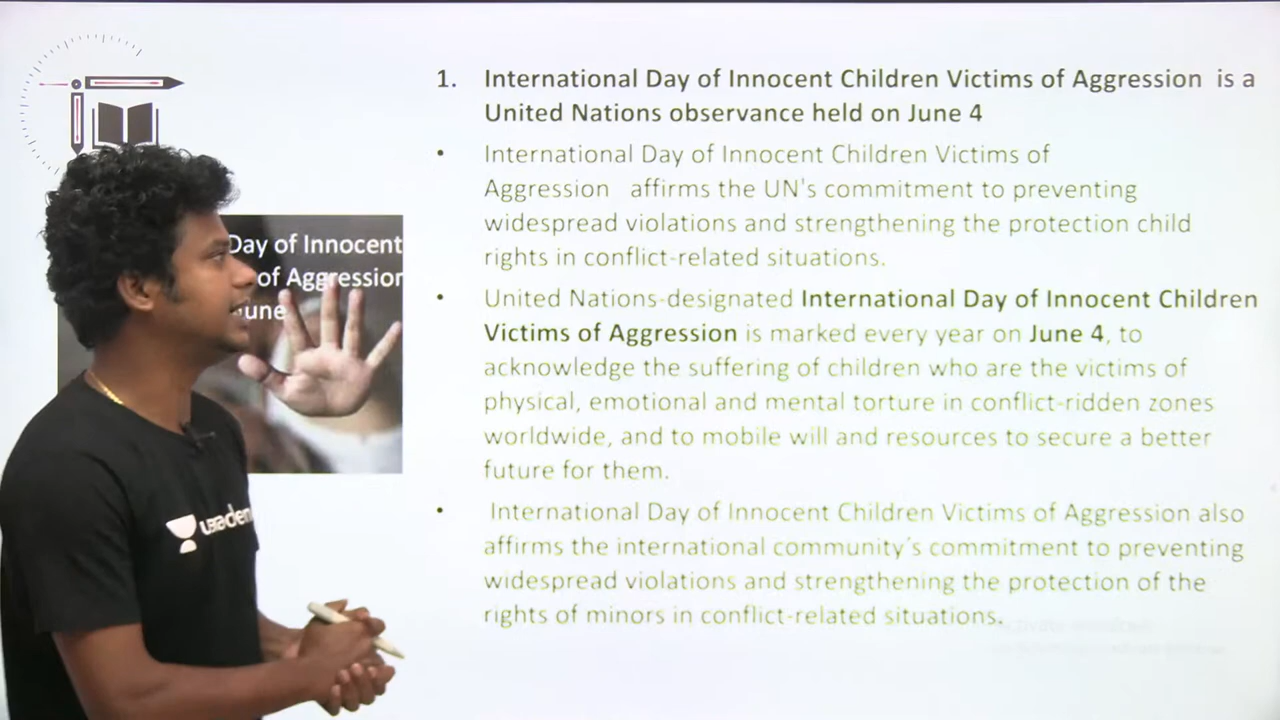 1. International Day of Innocent Children Victims of Aggression is a
United Nations observance held on June 4
• International Day of Innocent Children Victims of
Aggression affirms the UN's commitment to preventing
widespread violations and strengthening the protection child
rights in conflict-related situations.
• United Nations-designated International Day of Innocent Children
Victims of Aggression is marked every year on June 4, to
acknowledge the suffering of children who are the victims of
physical, emotional and mental torture in conflict-ridden zones
worldwide, and to mobile will and resources to secure a better
future for them.
• International Day of Innocent Children Victims of Aggression also
affirms the international community’s commitment to preventing
widespread violations and strengthening the protection of the
rights of minors in conflict-related situations.
Day of Innocent
of Aggression